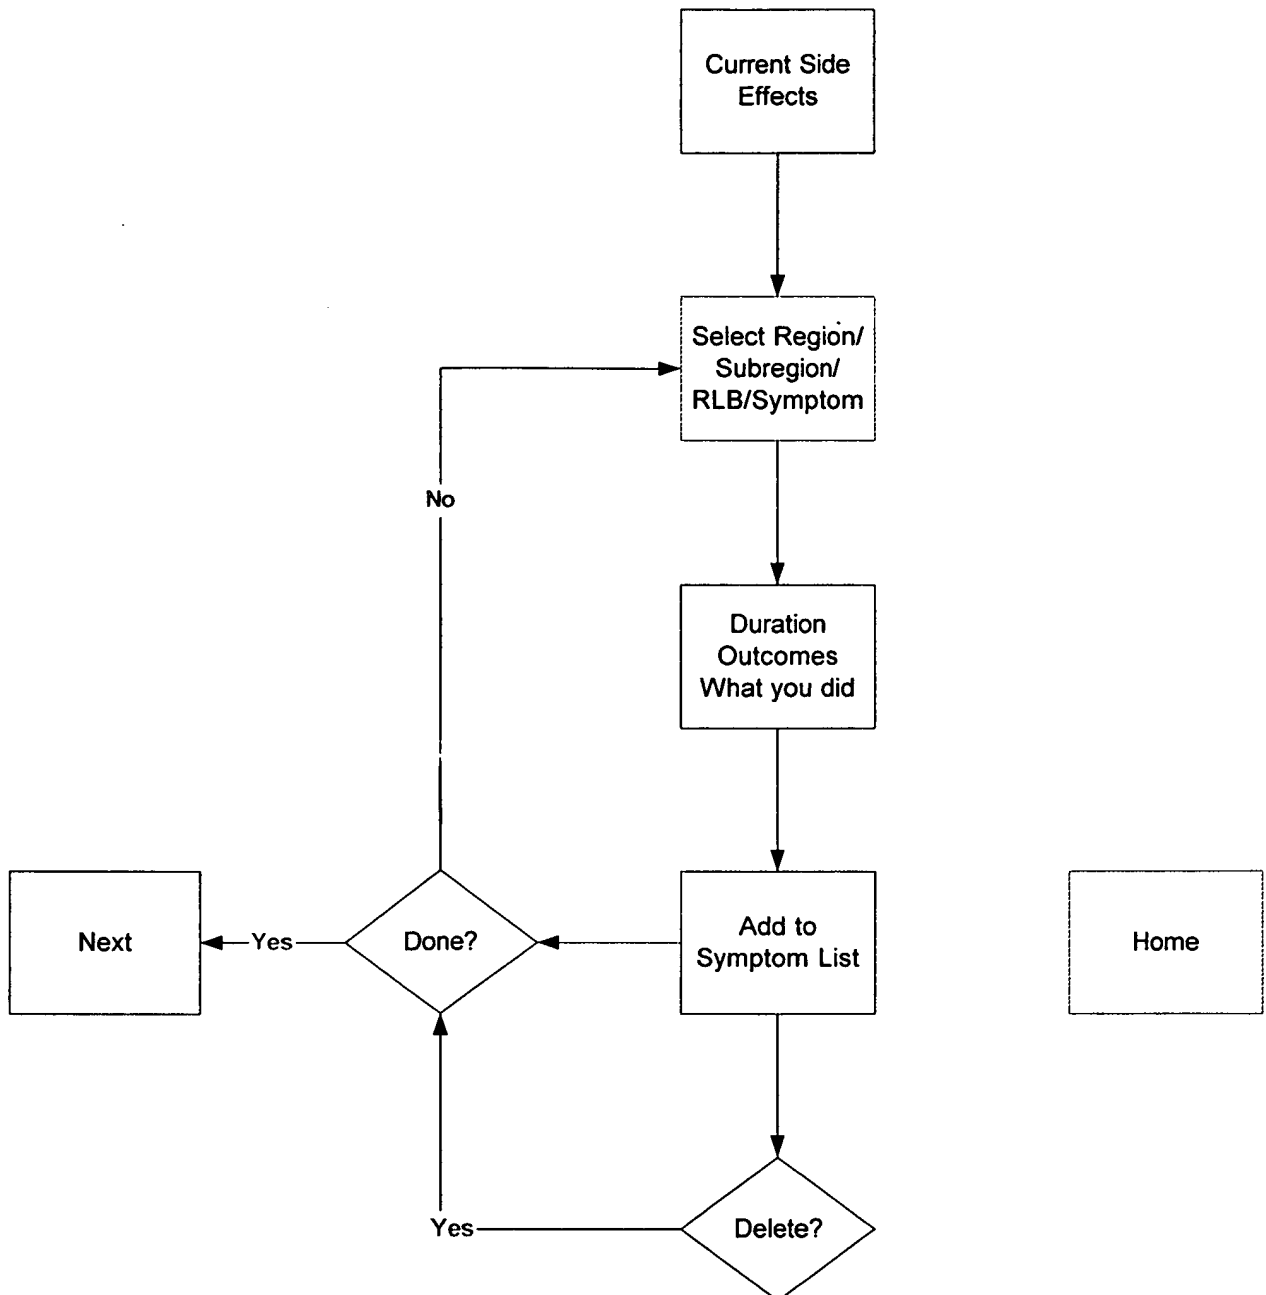 Current Side
Effects
Select Region/
Subregion/
RLB/Symptom
No
Duration
Outcomes
What you did
Next
Yes
Done?
Add to
Symptom List
Home
Yes
Delete?